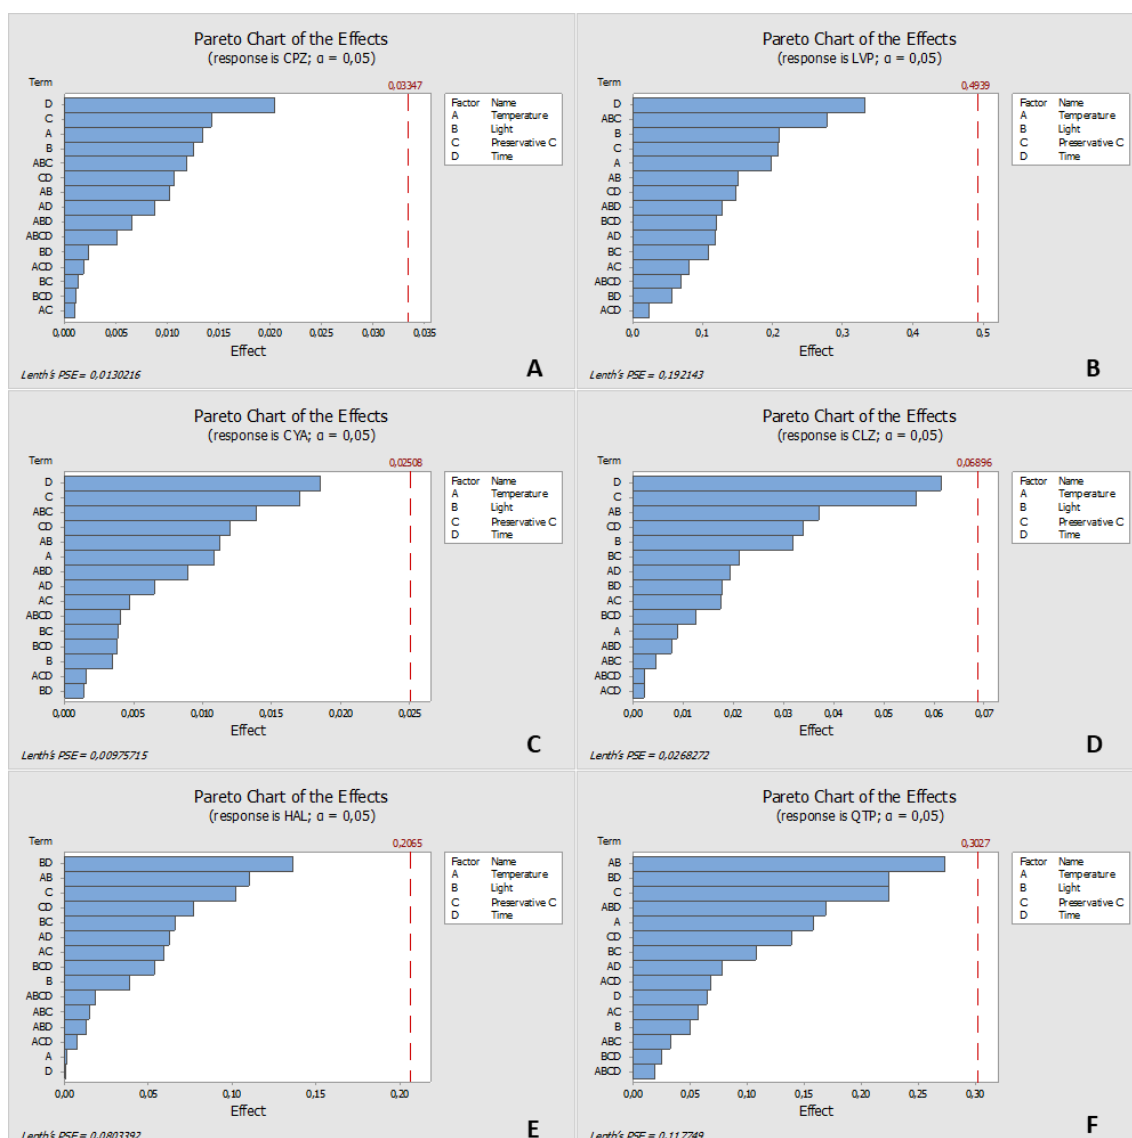 Pareto Chart of the Effects
(response is CPZ; α = 0,05)
Term
0,03347
D
C
A
B
ABC
CD
AB
AD
ABD
ABCD
BD
ACD
BC
BCD
AC
0,000 0,005 0,010 0,015 0,020 0,025 0,030 0,035
Effect
Factor Name
A Temperature
B Light
C Preservative C
D Time
Lenth's PSE = 0,0130216
A
Pareto Chart of the Effects
(response is LVP; α = 0,05)
Term
0,4939
D
ABC
B
C
A
AB
CD
ABD
BCD
AD
BC
AC
ABCD
BD
ACD
0,0 0,1 0,2 0,3 0,4 0,5
Effect
Factor Name
A Temperature
B Light
C Preservative C
D Time
Lenth's PSE = 0,192143
B
Pareto Chart of the Effects
(response is CYA; α = 0,05)
Term
0,02508
D
C
ABC
CD
AB
A
ABD
AD
AC
ABCD
BC
BCD
B
ACD
BD
0,000 0,005 0,010 0,015 0,020 0,025
Effect
Factor Name
A Temperature
B Light
C Preservative C
D Time
Lenth's PSE = 0,00975715
C
Pareto Chart of the Effects
(response is CLZ; α = 0,05)
Term
0,06896
D
C
AB
CD
B
BC
AD
BD
AC
BCD
A
ABD
ABC
ABCD
ACD
0,00 0,01 0,02 0,03 0,04 0,05 0,06 0,07
Effect
Factor Name
A Temperature
B Light
C Preservative C
D Time
Lenth's PSE = 0,0268272
D
Pareto Chart of the Effects
(response is HAL; α = 0,05)
Term
0,2065
BD
AB
C
CD
BC
AD
AC
BCD
B
ABCD
ABC
ABD
ACD
A
D
0,00 0,05 0,10 0,15 0,20
Effect
Factor Name
A Temperature
B Light
C Preservative C
D Time
Lenth's PSE = 0,0803392
E
Pareto Chart of the Effects
(response is QTP; α = 0,05)
Term
0,3027
AB
BD
C
ABD
A
CD
BC
AD
ACD
D
AC
B
ABC
BCD
ABCD
0,00 0,05 0,10 0,15 0,20 0,25 0,30
Effect
Factor Name
A Temperature
B Light
C Preservative C
D Time
Lenth's PSE = 0,117749
F